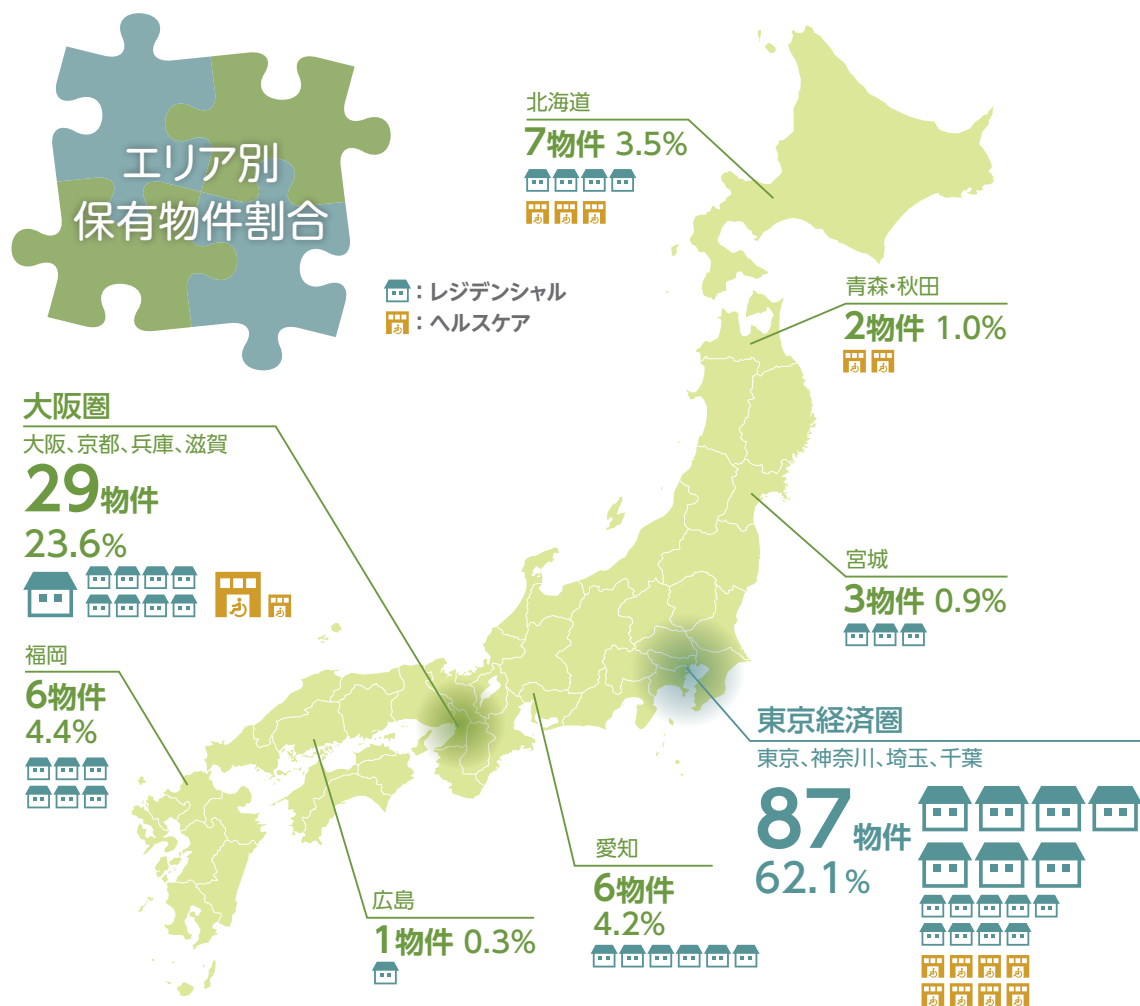 エリア別
保有物件割合
：レジデンシャル
：ヘルスケア
北海道
7物件 3.5%
青森・秋田
2物件 1.0%
宮城
3物件 0.9%
大阪圏
大阪、京都、兵庫、滋賀
29物件
23.6%
福岡
6物件
4.4%
広島
1物件 0.3%
愛知
6物件
4.2%
東京経済圏
東京、神奈川、埼玉、千葉
87物件
62.1%